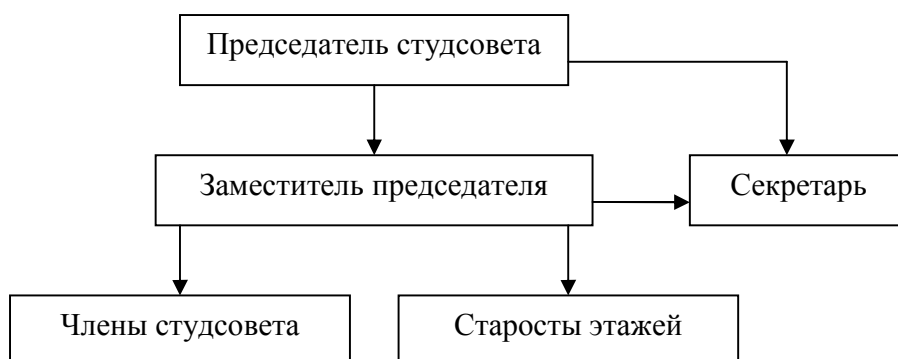 Председатель студсовета
Заместитель председателя
Секретарь
Члены студсовета
Старосты этажей